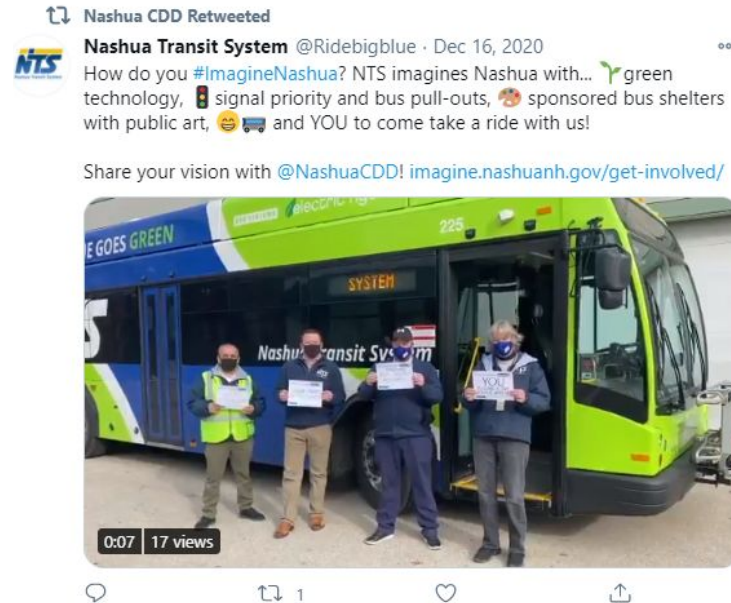 Nashua CDD Retweeted
NTS
Nashua Transit System @Ridebigblue · Dec 16, 2020
How do you #ImagineNashua? NTS imagines Nashua with... 🌱green
technology, 🚦signal priority and bus pull-outs, 🎨 sponsored bus shelters
with public art, 😄🚌 and YOU to come take a ride with us!
Share your vision with @NashuaCDD! imagine.nashuanh.gov/get-involved/
GOES GREEN
electric
225
SYSTEM
Nashua Transit System
YOU
0:07 17 views
1